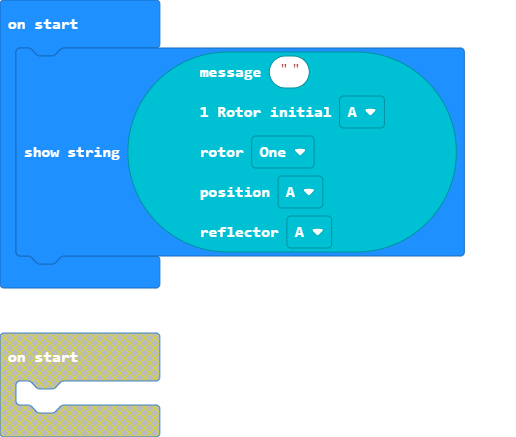 on start
message " "
1 Rotor initial A
show string
rotor One
position A
reflector A
on start